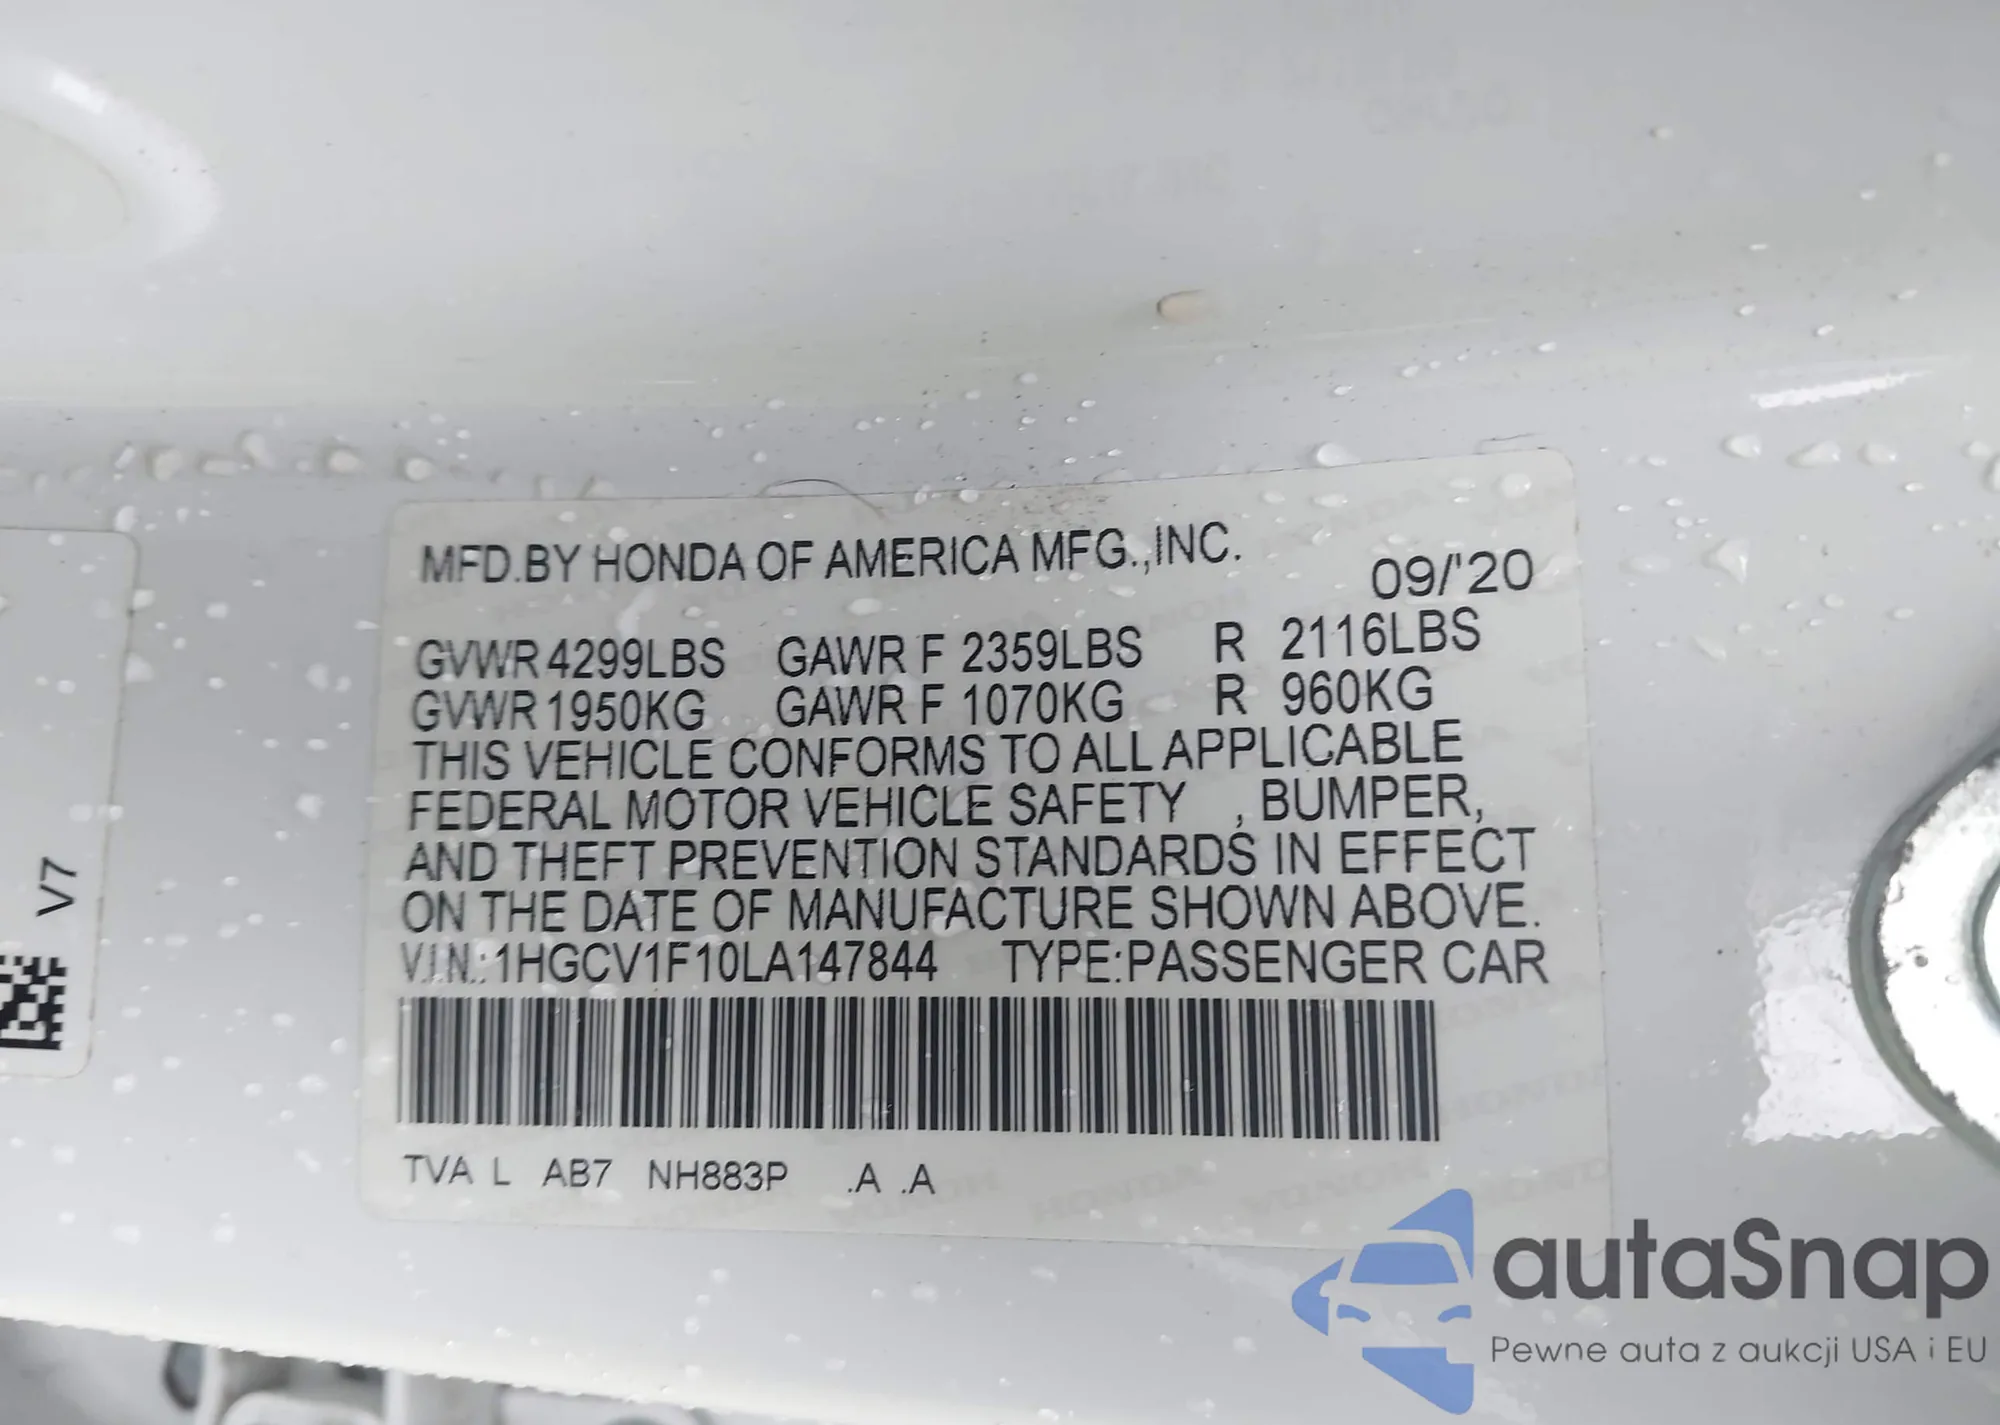 MFD.BY HONDA OF AMERICA MFG.,INC.
09/'20
GVWR 4299LBS GAWR F 2359LBS R 2116LBS
GVWR 1950KG GAWR F 1070KG R 960KG
THIS VEHICLE CONFORMS TO ALL APPLICABLE
FEDERAL MOTOR VEHICLE SAFETY , BUMPER,
AND THEFT PREVENTION STANDARDS IN EFFECT
ON THE DATE OF MANUFACTURE SHOWN ABOVE.
V.I.N.:1HGCV1F10LA147844 TYPE:PASSENGER CAR
TVA L AB7 NH883P .A .A
V7
autaSnap
Pewne auta z aukcji USA i EU